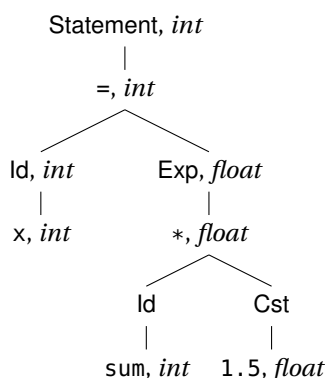 Statement, int
=, int
Id, int Exp, float
x, int *, float
Id Cst
sum, int 1.5, float